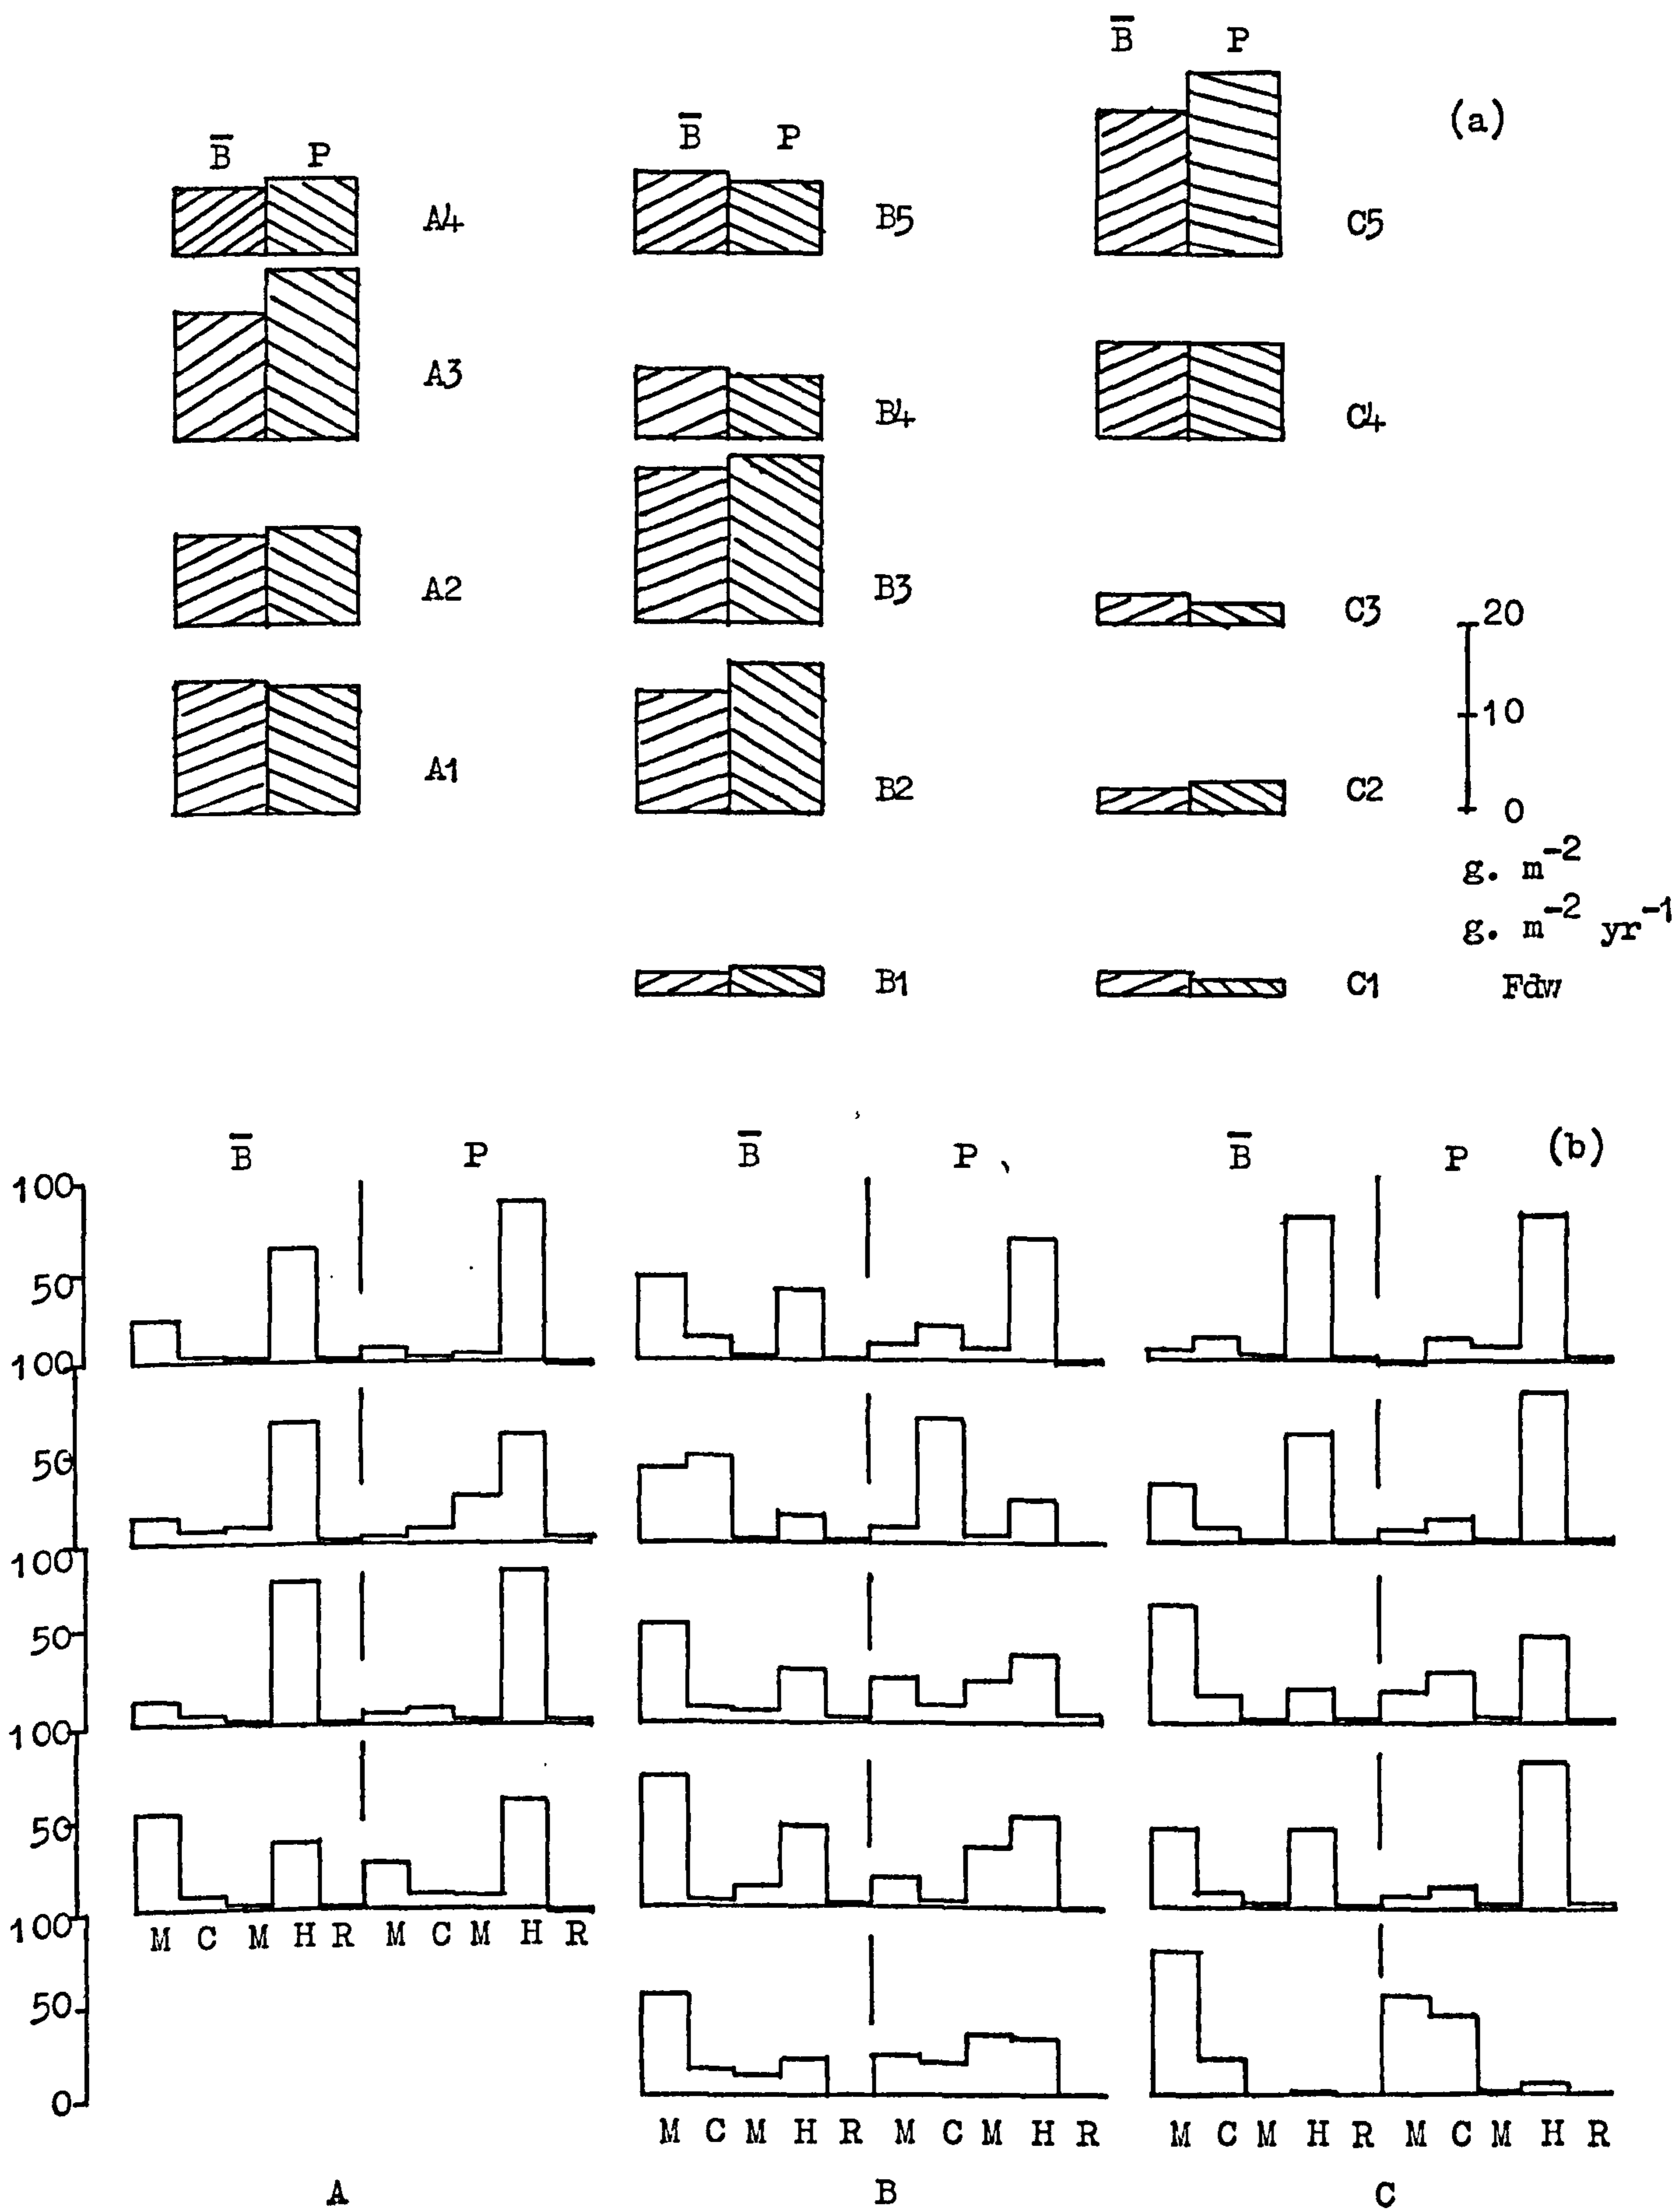 B̅ P
(a)
B̅ P
B̅ P
A4 B5 C5
A3 B4 C4
A2 B3 C3
20
10
A1 B2 C2
0
g. m⁻²
g. m⁻² yr⁻¹
B1 C1 Fdw
B̅ P B̅ P B̅ P (b)
100
50
100
50
100
50
100
50
100
M C M H R M C M H R
50
0
M C M H R M C M H R M C M H R M C M H R
A B C